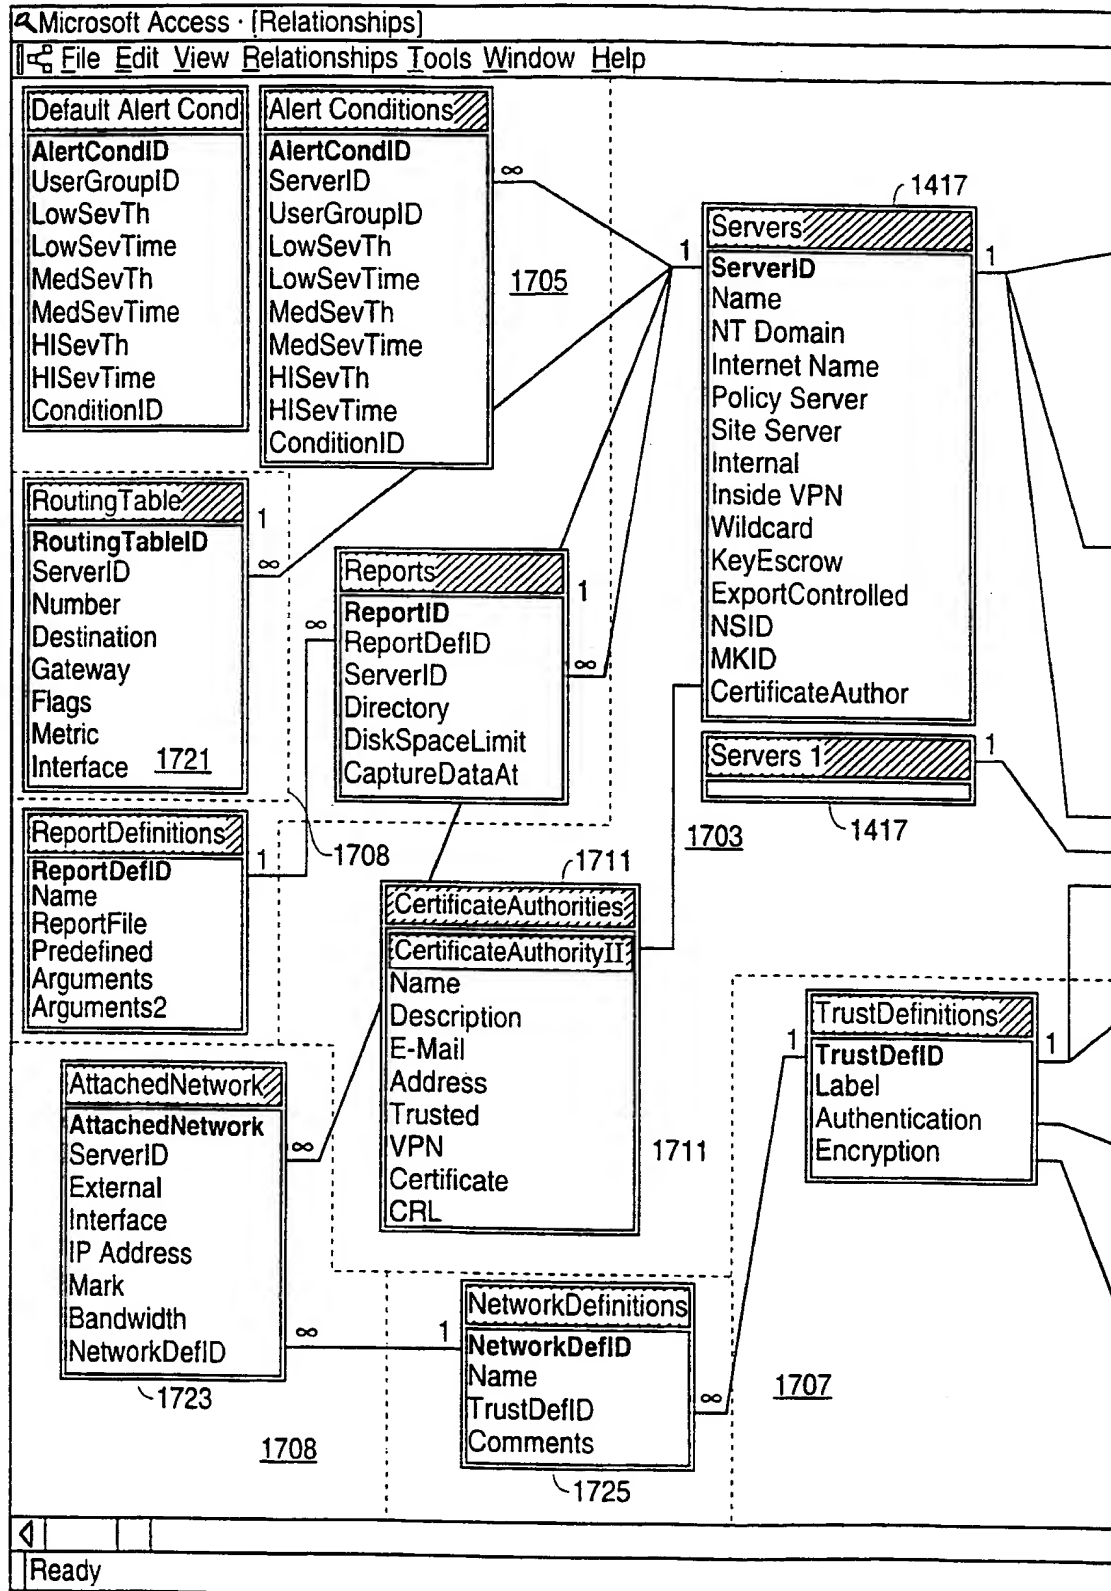 Microsoft Access · [Relationships]
File Edit View Relationships Tools Window Help
Default Alert Cond
AlertCondID
UserGroupID
LowSevTh
LowSevTime
MedSevTh
MedSevTime
HISevTh
HISevTime
ConditionID
Alert Conditions
AlertCondID
ServerID
UserGroupID
LowSevTh
LowSevTime
MedSevTh
MedSevTime
HISevTh
HISevTime
ConditionID
∞
1705
1417
1
Servers
ServerID
Name
NT Domain
Internet Name
Policy Server
Site Server
Internal
Inside VPN
Wildcard
KeyEscrow
ExportControlled
NSID
MKID
CertificateAuthor
1
Servers 1
1
1417
1703
RoutingTable
RoutingTableID
ServerID
Number
Destination
Gateway
Flags
Metric
Interface
1721
1
∞
Reports
ReportID
ReportDefID
ServerID
Directory
DiskSpaceLimit
CaptureDataAt
∞
1
∞
ReportDefinitions
ReportDefID
Name
ReportFile
Predefined
Arguments
Arguments2
1
1708
1711
CertificateAuthorities
CertificateAuthorityII
Name
Description
E-Mail
Address
Trusted
VPN
Certificate
CRL
1711
TrustDefinitions
TrustDefID
Label
Authentication
Encryption
1
1
AttachedNetwork
AttachedNetwork
ServerID
External
Interface
IP Address
Mark
Bandwidth
NetworkDefID
∞
∞
1723
1708
1
NetworkDefinitions
NetworkDefID
Name
TrustDefID
Comments
∞
1725
1707
Ready